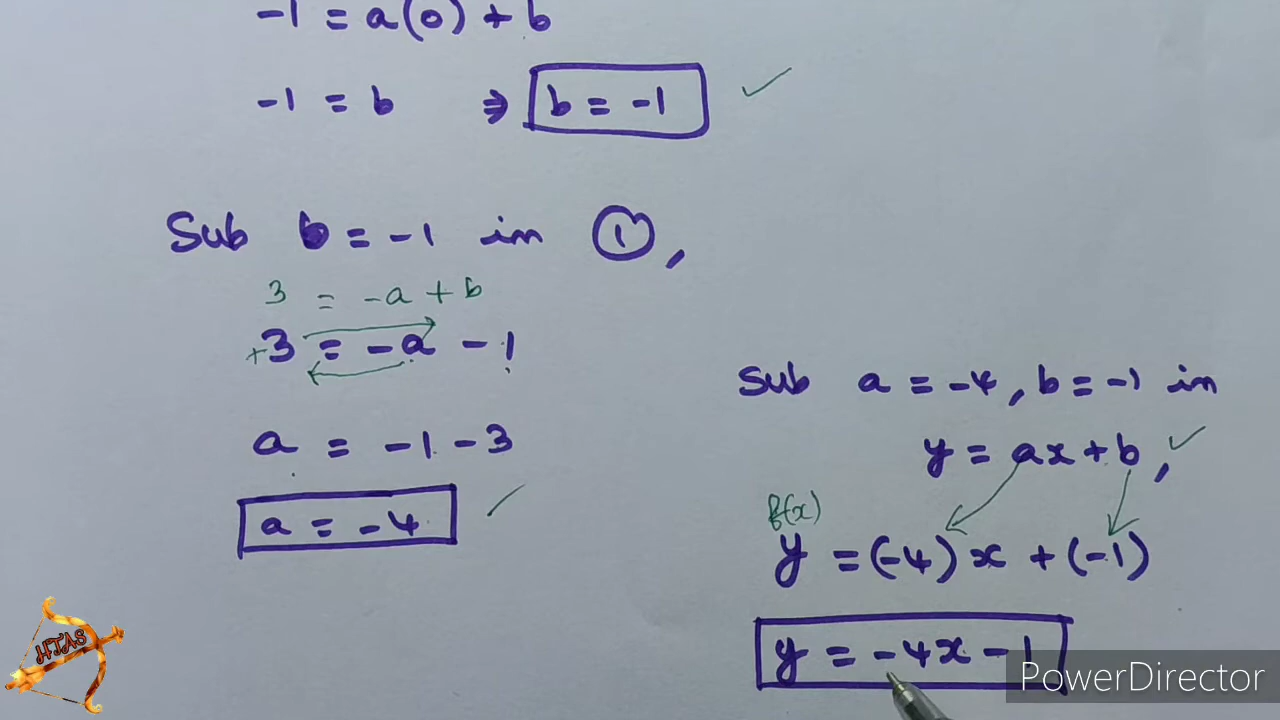 -1 = a(0) + b
-1 = b ⇒ b = -1 ✓
Sub b = -1 in ①,
3 = -a + b
+3 = -a - 1
a = -1 - 3
a = -4 ✓
Sub a = -4, b = -1 in
y = ax + b, ✓
f(x)
y = (-4)x + (-1)
y = -4x - 1
HTAS
PowerDirector